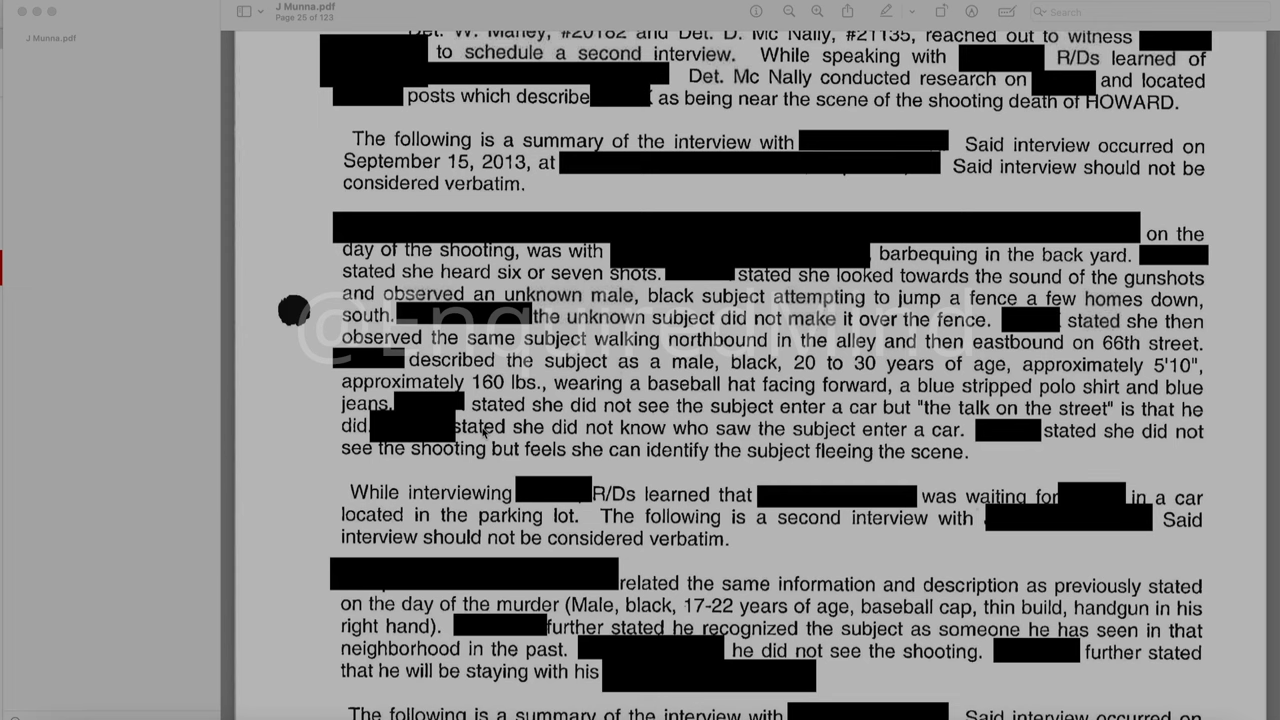 J Munna.pdf
Page 25 of 123
Search
J Munna.pdf
Det. W. Marley, #20182 and Det. D. Mc Nally, #21135, reached out to witness
to schedule a second interview. While speaking with R/Ds learned of
Det. Mc Nally conducted research on and located
posts which describe as being near the scene of the shooting death of HOWARD.
The following is a summary of the interview with Said interview occurred on
September 15, 2013, at Said interview should not be
considered verbatim.
on the
day of the shooting, was with barbequing in the back yard.
stated she heard six or seven shots. stated she looked towards the sound of the gunshots
and observed an unknown male, black subject attempting to jump a fence a few homes down,
south. the unknown subject did not make it over the fence. stated she then
observed the same subject walking northbound in the alley and then eastbound on 66th street.
described the subject as a male, black, 20 to 30 years of age, approximately 5'10",
approximately 160 lbs., wearing a baseball hat facing forward, a blue stripped polo shirt and blue
jeans. stated she did not see the subject enter a car but "the talk on the street" is that he
did. stated she did not know who saw the subject enter a car. stated she did not
see the shooting but feels she can identify the subject fleeing the scene.
While interviewing R/Ds learned that was waiting for in a car
located in the parking lot. The following is a second interview with Said
interview should not be considered verbatim.
related the same information and description as previously stated
on the day of the murder (Male, black, 17-22 years of age, baseball cap, thin build, handgun in his
right hand). further stated he recognized the subject as someone he has seen in that
neighborhood in the past. he did not see the shooting. further stated
that he will be staying with his
The following is a summary of the interview with Said interview occurred on